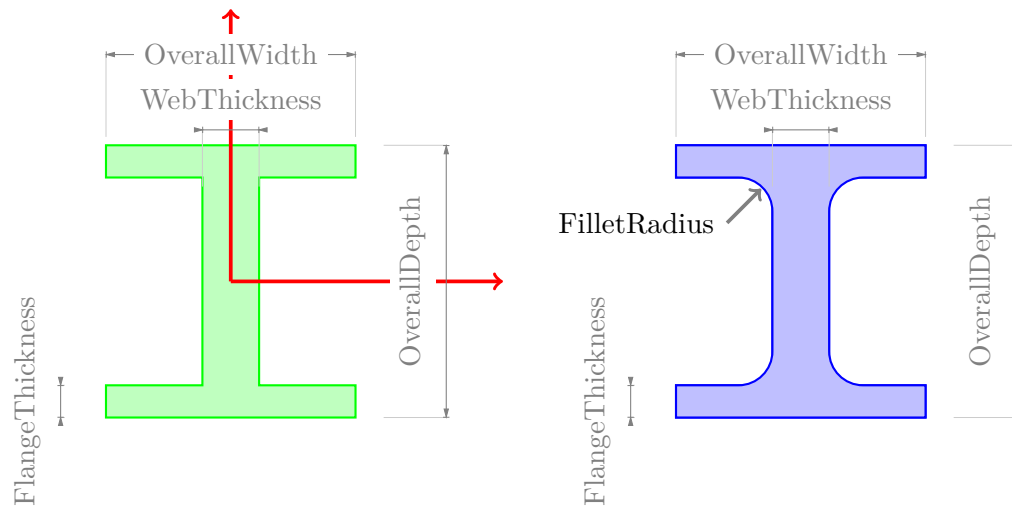 OverallWidth
WebThickness
OverallDepth
FlangeThickness
OverallWidth
WebThickness
FilletRadius
OverallDepth
FlangeThickness